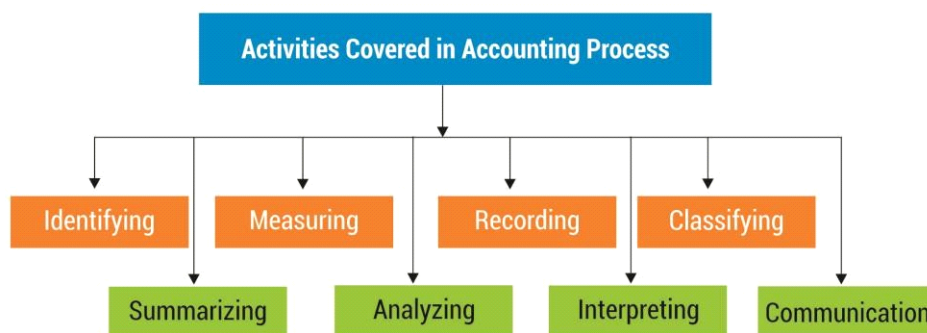 Activities Covered in Accounting Process
Identifying
Measuring
Recording
Classifying
Summarizing
Analyzing
Interpreting
Communication